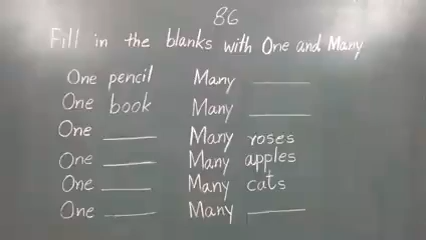 86
Fill in the blanks with One and Many
One pencil Many ______
One book Many ______
One ______ Many roses
One ______ Many apples
One ______ Many cats
One ______ Many ______